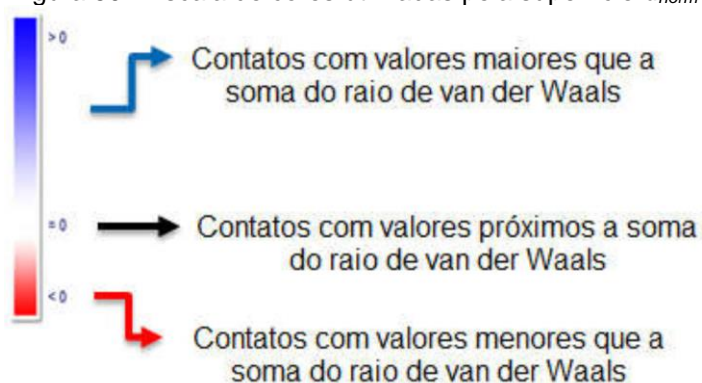 > 0
Contatos com valores maiores que a
soma do raio de van der Waals
= 0
Contatos com valores próximos a soma
do raio de van der Waals
< 0
Contatos com valores menores que a
soma do raio de van der Waals